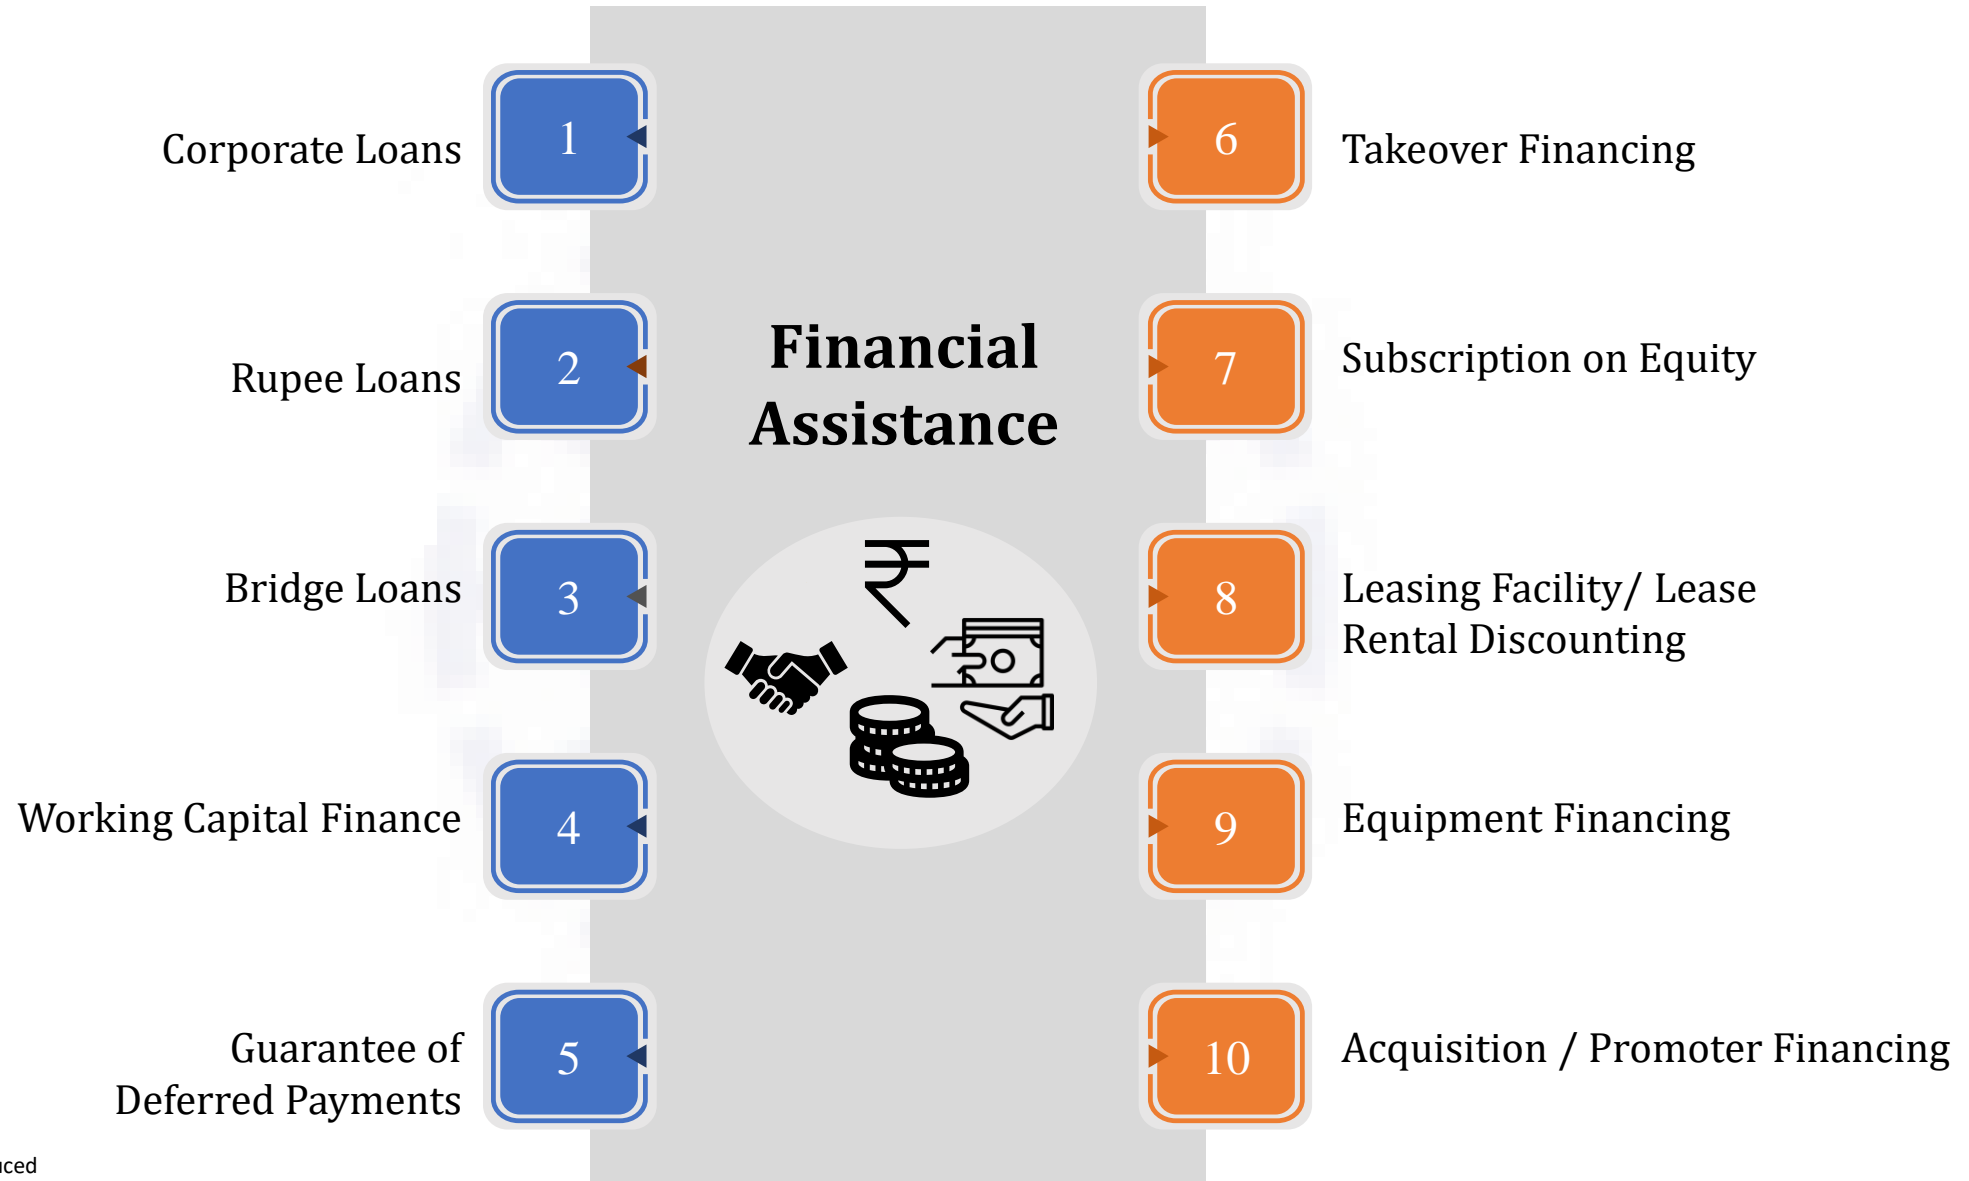 Financial
Assistance
1
Corporate Loans
2
Rupee Loans
3
Bridge Loans
4
Working Capital Finance
5
Guarantee of
Deferred Payments
6
Takeover Financing
7
Subscription on Equity
8
Leasing Facility/ Lease
Rental Discounting
9
Equipment Financing
10
Acquisition / Promoter Financing